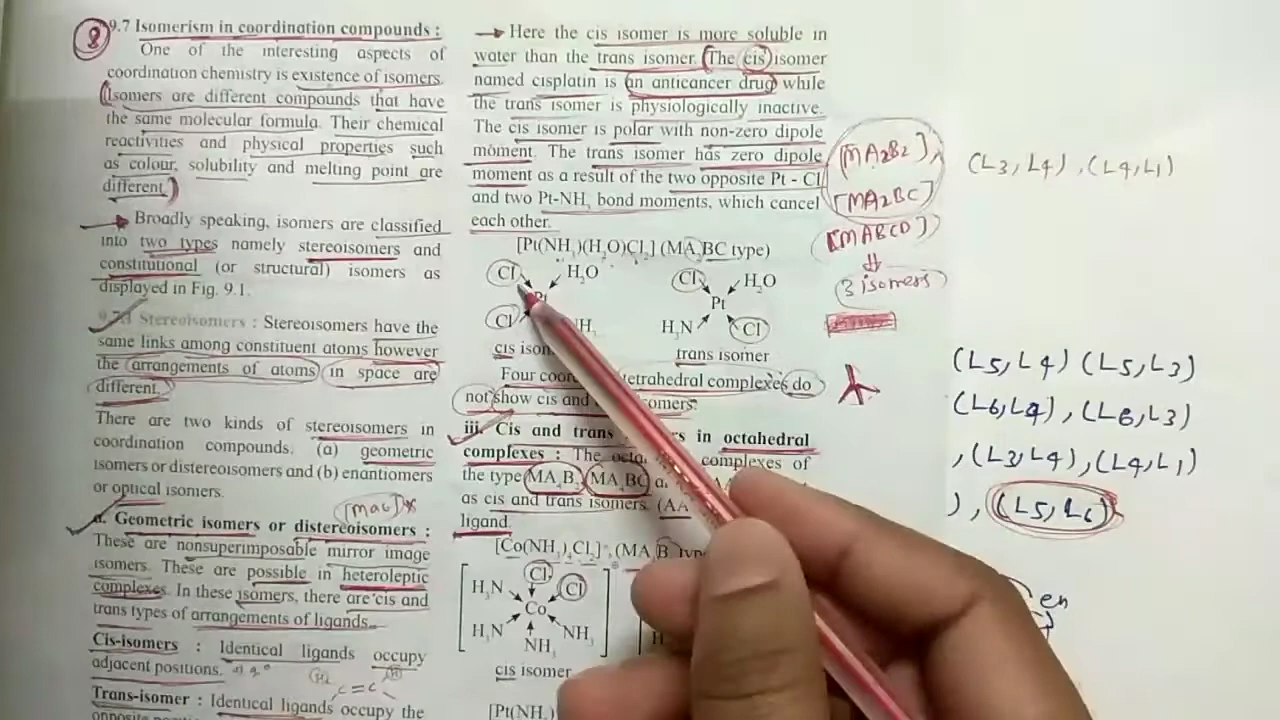 8
9.7 Isomerism in coordination compounds :
One of the interesting aspects of
coordination chemistry is existence of isomers.
Isomers are different compounds that have
the same molecular formula. Their chemical
reactivities and physical properties such
as colour, solubility and melting point are
different.
Broadly speaking, isomers are classified
into two types namely stereoisomers and
constitutional (or structural) isomers as
displayed in Fig. 9.1.
Stereoisomers : Stereoisomers have the
same links among constituent atoms however
the arrangements of atoms in space are
different.
There are two kinds of stereoisomers in
coordination compounds. (a) geometric
isomers or distereoisomers and (b) enantiomers
or optical isomers.
a. Geometric isomers or distereoisomers :
These are nonsuperimposable mirror image
isomers. These are possible in heteroleptic
complexes. In these isomers, there are cis and
trans types of arrangements of ligands.
Cis-isomers : Identical ligands occupy
adjacent positions.
C=C
Trans-isomer : Identical ligands occupy the
Here the cis isomer is more soluble in
water than the trans isomer. The cis isomer
named cisplatin is an anticancer drug while
the trans isomer is physiologically inactive.
The cis isomer is polar with non-zero dipole
moment. The trans isomer has zero dipole
moment as a result of the two opposite Pt - Cl
and two Pt-NH₃ bond moments, which cancel
each other.
[Pt(NH₃)(H₂O)Cl₂] (MA₂BC type)
Cl H₂O Cl H₂O
Pt Pt
Cl H₃N Cl
cis trans isomer
Four tetrahedral complexes do
not show cis and
iii. Cis and trans in octahedral
complexes : The complexes of
the type MA₄B₂, MA₄BC
as cis and trans isomers. (AA
ligand.
[Co(NH₃)₄Cl₂]⁺ (MA₄B₂
Cl
H₃N Cl
Co
H₃N NH₃
NH₃
cis isomer
[Pt(NH₃)
[MA2B2],
[MA2BC]
[MABCD]
⇓
3 isomers
(L3,L4) ,(L4,L1)
(L5,L4) (L5,L3)
(L6,L4) , (L6,L3)
,(L3,L4) ,(L4,L1)
), (L5,L6)
en